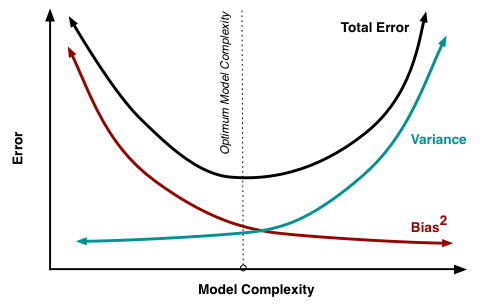 Total Error
Optimum Model Complexity
Error
Variance
Bias2
Model Complexity